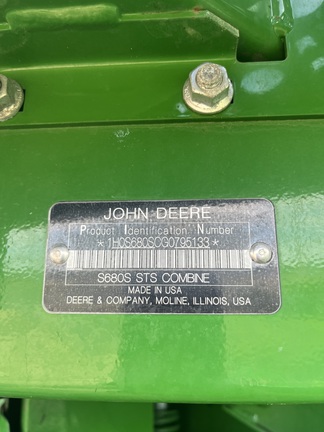 JOHN DEERE
Product Identification Number
*1H0S680SCG0795133*
S680S STS COMBINE
MADE IN USA
DEERE & COMPANY, MOLINE, ILLINOIS, USA